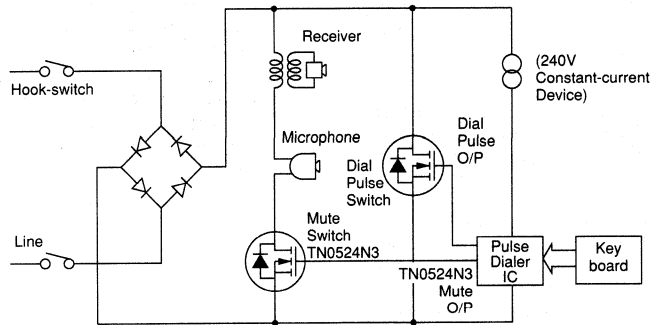 Receiver
(240V
Constant-current
Device)
Hook-switch
Microphone
Dial
Pulse
O/P
Dial
Pulse
Switch
Mute
Switch
TN0524N3
Line
Pulse
Dialer
IC
Key
board
TN0524N3
Mute
O/P